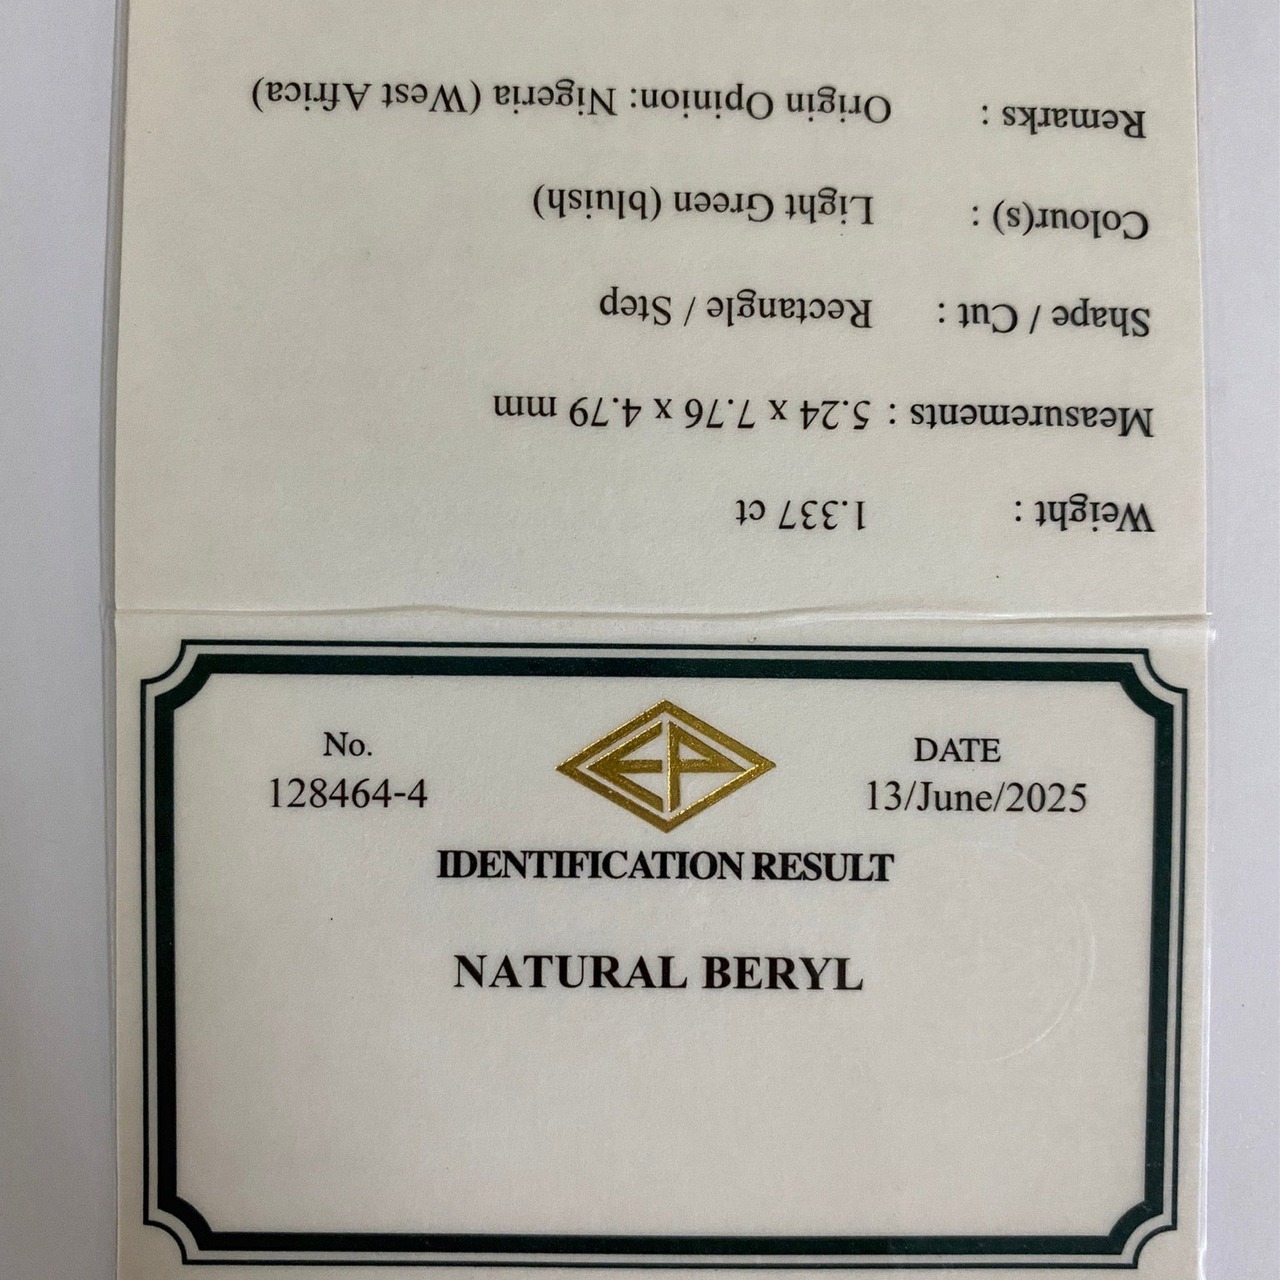 Weight : 1.337 ct
Measurements : 5.24 x 7.76 x 4.79 mm
Shape / Cut : Rectangle / Step
Colour(s) : Light Green (bluish)
Remarks : Origin Opinion: Nigeria (West Africa)
EP
No. DATE
128464-4 13/June/2025
IDENTIFICATION RESULT
NATURAL BERYL